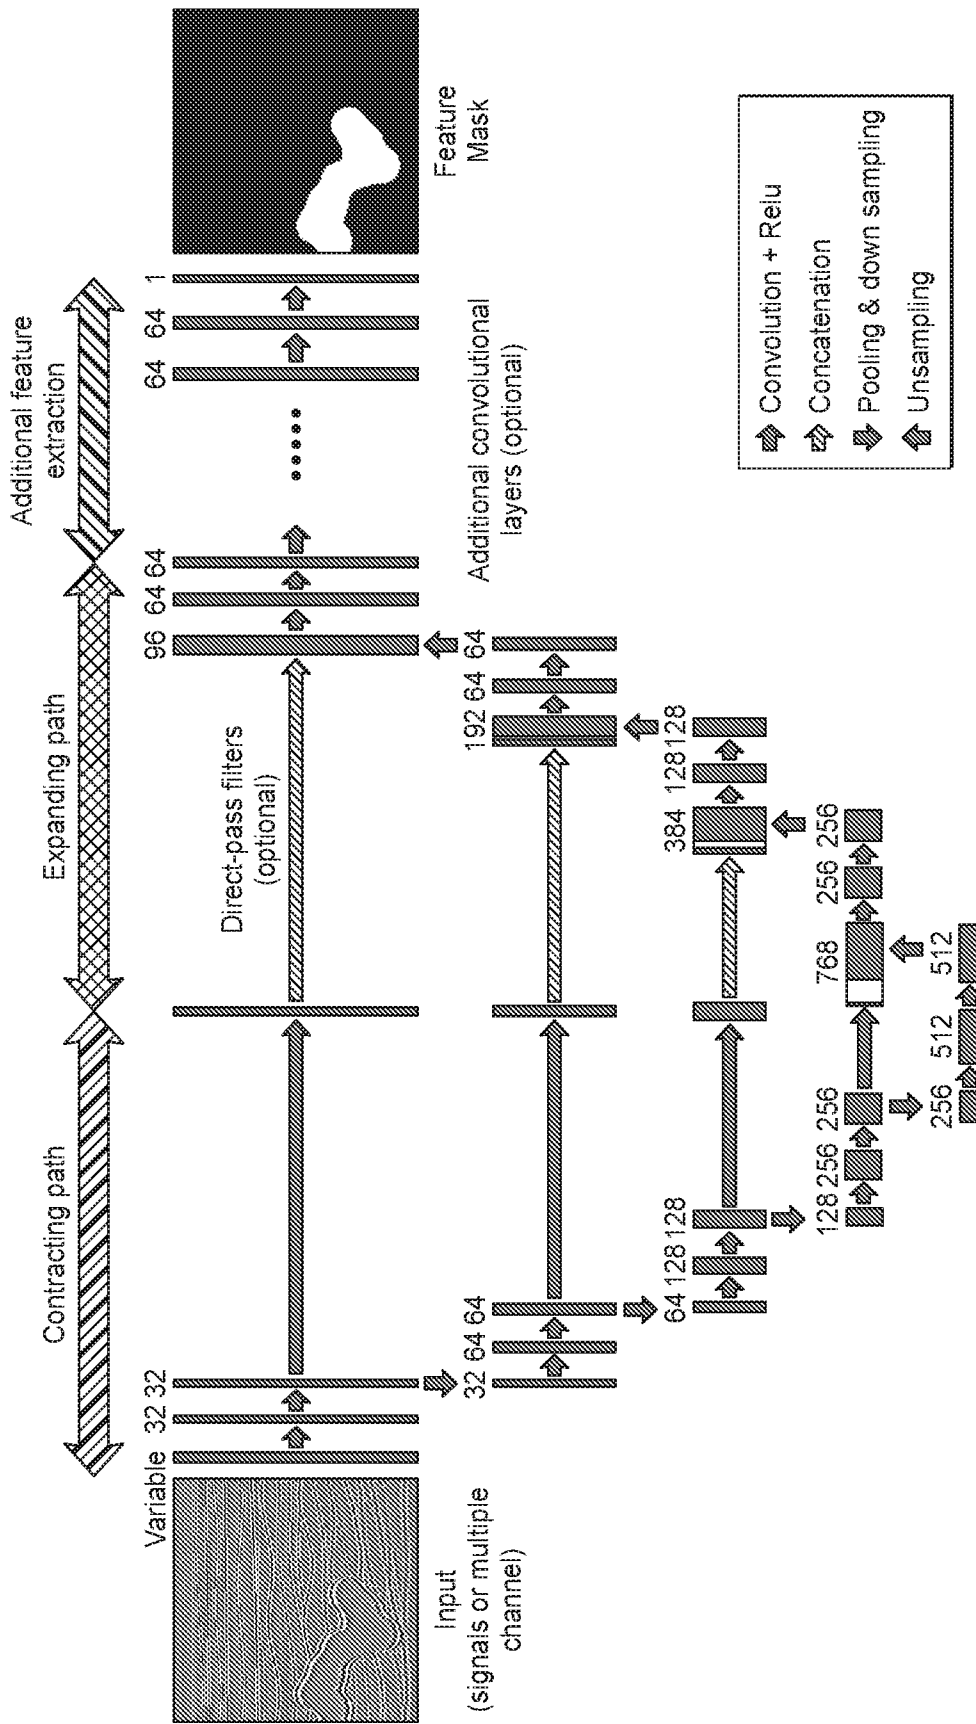 Contracting path
Expanding path
Additional feature
extraction
Variable
32 32
96
64 64
64
64
1
Direct-pass filters
(optional)
Input
(signals or multiple
channel)
Additional convolutional
layers (optional)
Feature
Mask
32 64 64
192 64 64
64 128 128
384 128 128
128 256 256
768 256 256
256 512 512
Convolution + Relu
Concatenation
Pooling & down sampling
Unsampling